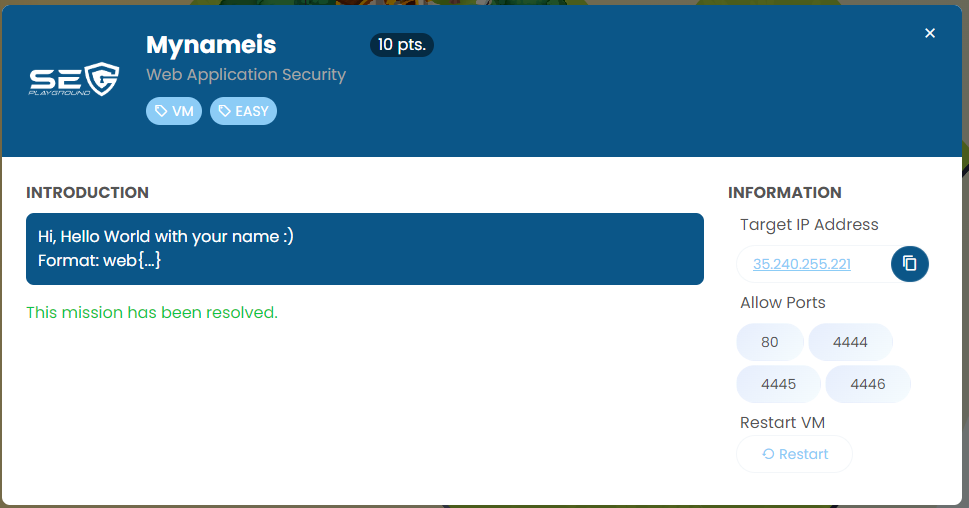 Mynameis
10 pts.
Web Application Security
VM
EASY
SEC
PLAYGROUND
INTRODUCTION
Hi, Hello World with your name :)
Format: web{...}
This mission has been resolved.
INFORMATION
Target IP Address
35.240.255.221
Allow Ports
80
4444
4445
4446
Restart VM
Restart